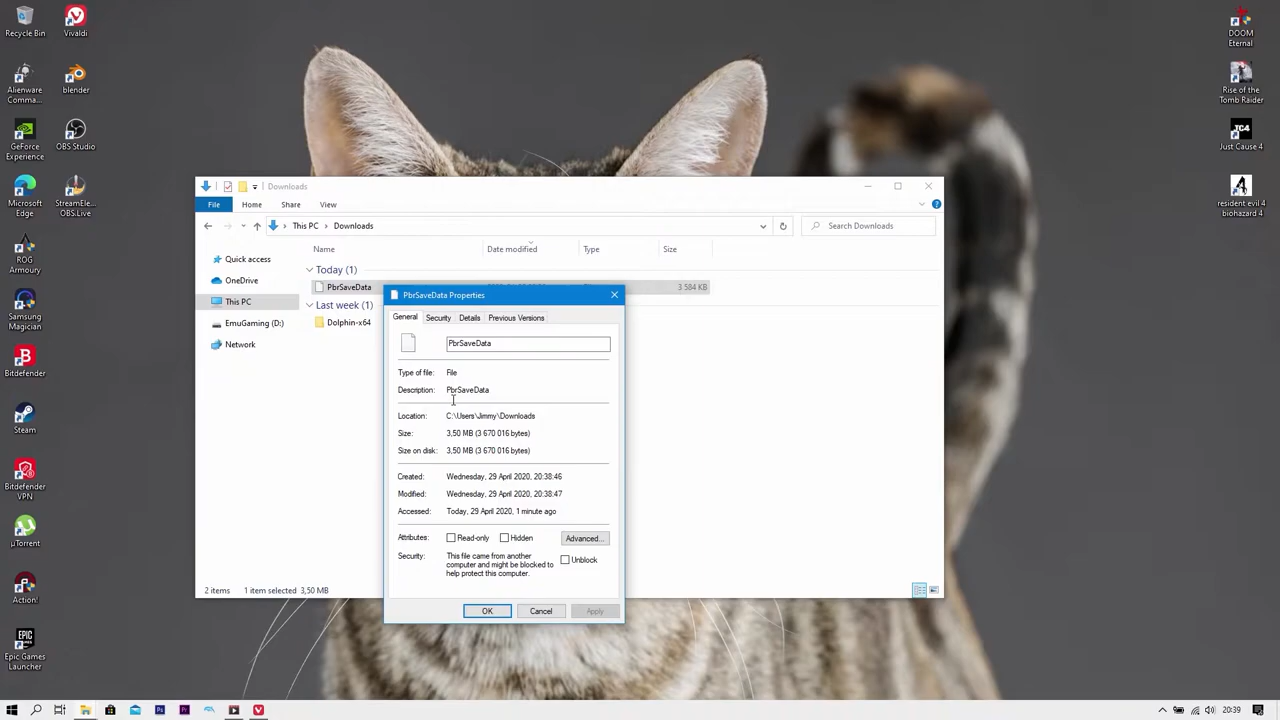 Recycle Bin
Vivaldi
Alienware
Comma...
blender
GeForce
Experience
OBS Studio
Microsoft
Edge
StreamEle...
OBS.Live
ROG
Armoury
Samsung
Magician
Bitdefender
Steam
Bitdefender
VPN
µTorrent
Action!
Epic Games
Launcher
DOOM
Eternal
Rise of the
Tomb Raider
TC4
Just Cause 4
resident evil 4
biohazard 4
Downloads
File
Home
Share
View
This PC
Downloads
Search Downloads
Name
Date modified
Type
Size
Quick access
OneDrive
This PC
EmuGaming (D:)
Network
Today (1)
PbrSaveData
3 584 KB
Last week (1)
Dolphin-x64
2 items
1 item selected 3,50 MB
PbrSaveData Properties
General
Security
Details
Previous Versions
PbrSaveData
Type of file: File
Description: PbrSaveData
Location: C:\Users\Jimmy\Downloads
Size: 3,50 MB (3 670 016 bytes)
Size on disk: 3,50 MB (3 670 016 bytes)
Created: Wednesday, 29 April 2020, 20:38:46
Modified: Wednesday, 29 April 2020, 20:38:47
Accessed: Today, 29 April 2020, 1 minute ago
Attributes: Read-only Hidden Advanced...
Security: This file came from another
computer and might be blocked to
help protect this computer.
Unblock
OK
Cancel
Apply
Ps
Pr
20:39